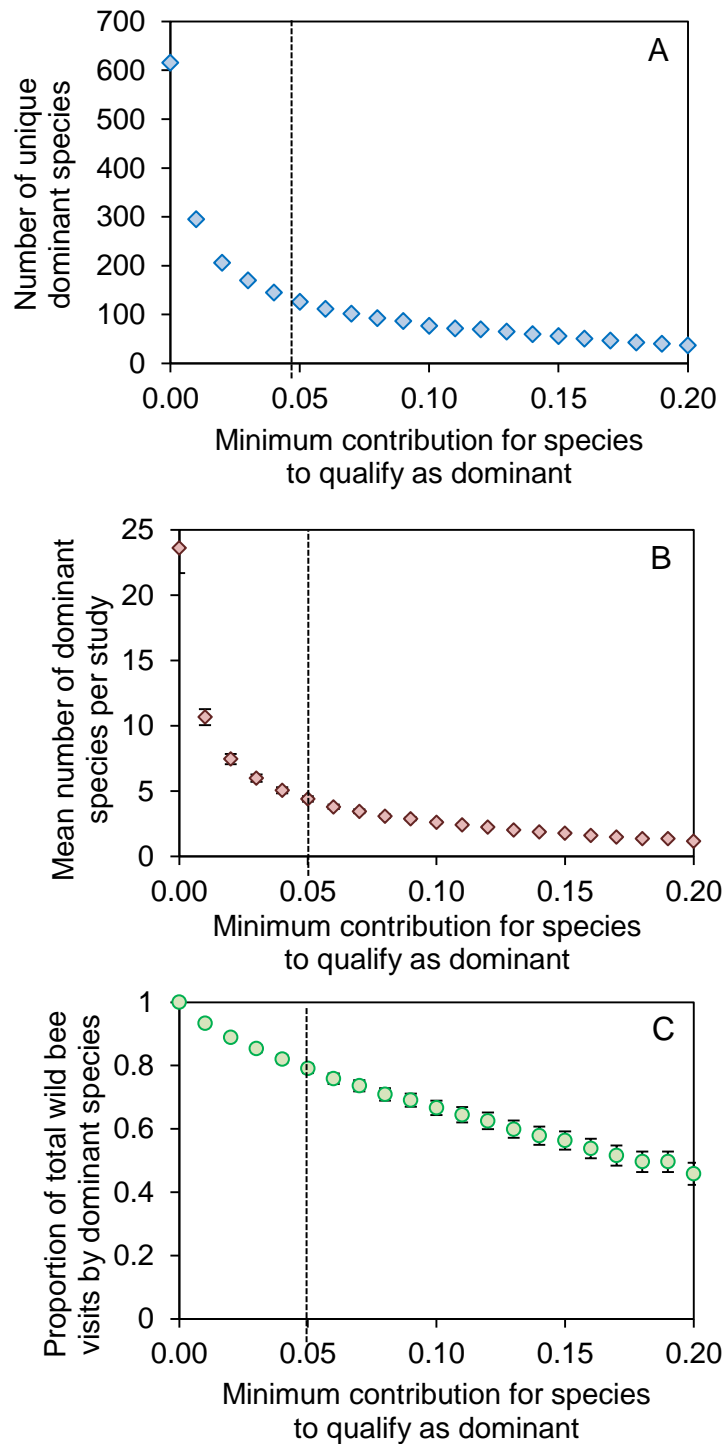 A
Number of unique
dominant species
700
600
500
400
300
200
100
0
0.00 0.05 0.10 0.15 0.20
Minimum contribution for species
to qualify as dominant
B
Mean number of dominant
species per study
25
20
15
10
5
0
0.00 0.05 0.10 0.15 0.20
Minimum contribution for species
to qualify as dominant
C
Proportion of total wild bee
visits by dominant species
1
0.8
0.6
0.4
0.2
0
0.00 0.05 0.10 0.15 0.20
Minimum contribution for species
to qualify as dominant